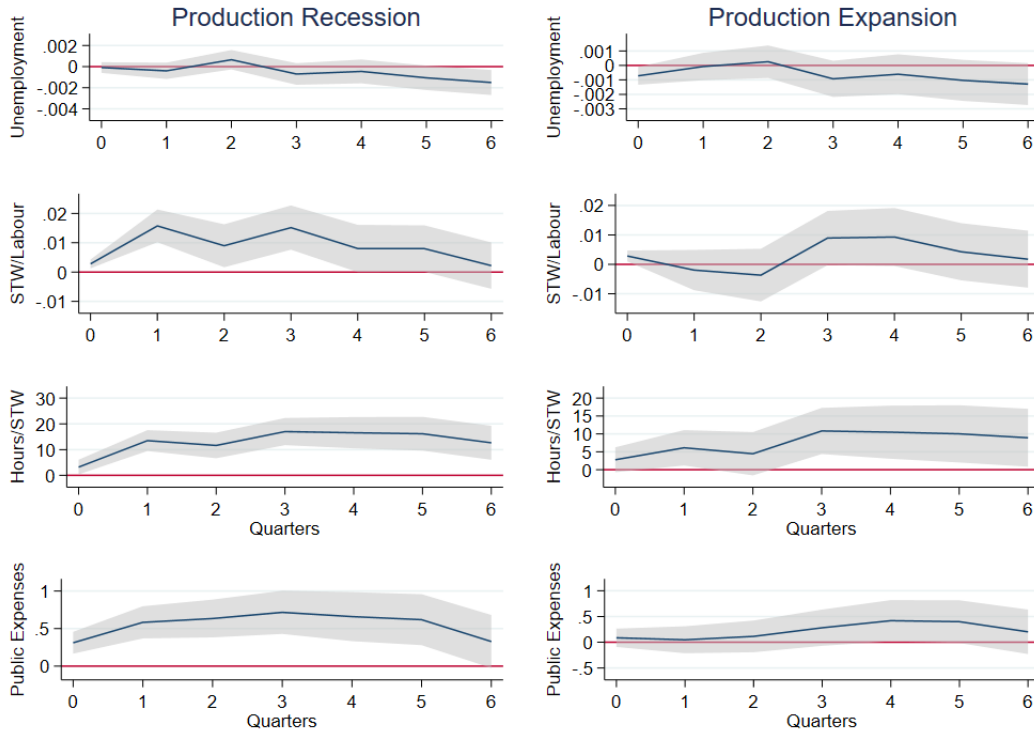 Production Recession
Unemployment
.002
0
-.002
-.004
0 1 2 3 4 5 6
STW/Labour
.02
.01
0
-.01
0 1 2 3 4 5 6
Hours/STW
30
20
10
0
0 1 2 3 4 5 6
Quarters
Public Expenses
1
.5
0
0 1 2 3 4 5 6
Quarters
Production Expansion
Unemployment
.001
0
-.001
-.002
-.003
0 1 2 3 4 5 6
STW/Labour
.02
.01
0
-.01
0 1 2 3 4 5 6
Hours/STW
20
15
10
5
0
0 1 2 3 4 5 6
Quarters
Public Expenses
1
.5
0
-.5
0 1 2 3 4 5 6
Quarters